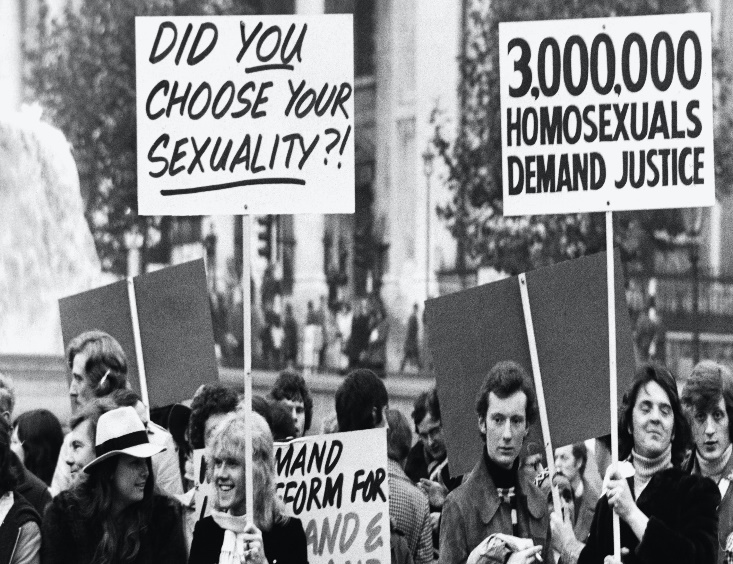 DID YOU
CHOOSE YOUR
SEXUALITY?!
3,000,000
HOMOSEXUALS
DEMAND JUSTICE
MAND
FORM FOR
AND &